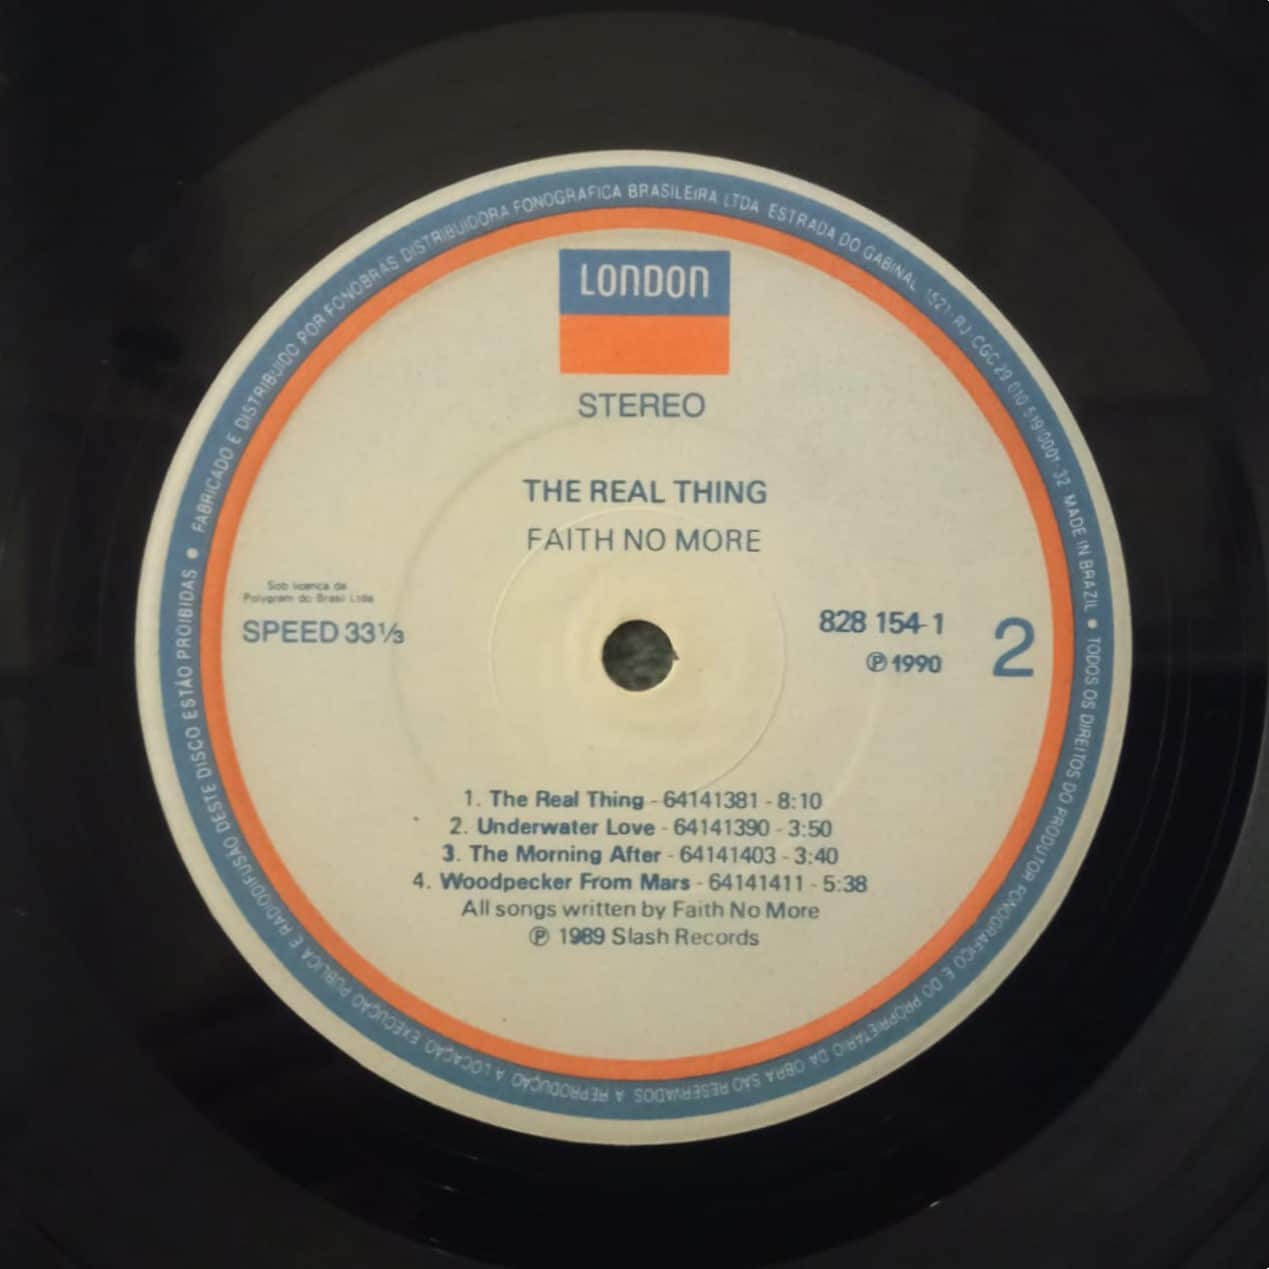 LONDON
STEREO
THE REAL THING
FAITH NO MORE
Sob licenca da
Polygram do Brasil Ltda
SPEED 33⅓
828 154-1
℗ 1990
2
1. The Real Thing - 64141381 - 8:10
2. Underwater Love - 64141390 - 3:50
3. The Morning After - 64141403 - 3:40
4. Woodpecker From Mars - 64141411 - 5:38
All songs written by Faith No More
℗ 1989 Slash Records
FABRICADO E DISTRIBUIDO POR FONOBRAS DISTRIBUIDORA FONOGRAFICA BRASILEIRA LTDA ESTRADA DO GABINAL 1521- RJ- CGC 29 010 519/0001-32 MADE IN BRAZIL • TODOS OS DIREITOS DO PRODUTOR FONOGRAFICO E DO PROPRIETARIO DA OBRA SÃO RESERVADOS A REPRODUÇÃO A LOCAÇÃO EXECUÇAO PUBLICA E RADIODIFUSÃO DESTE DISCO ESTÃO PROIBIDAS •